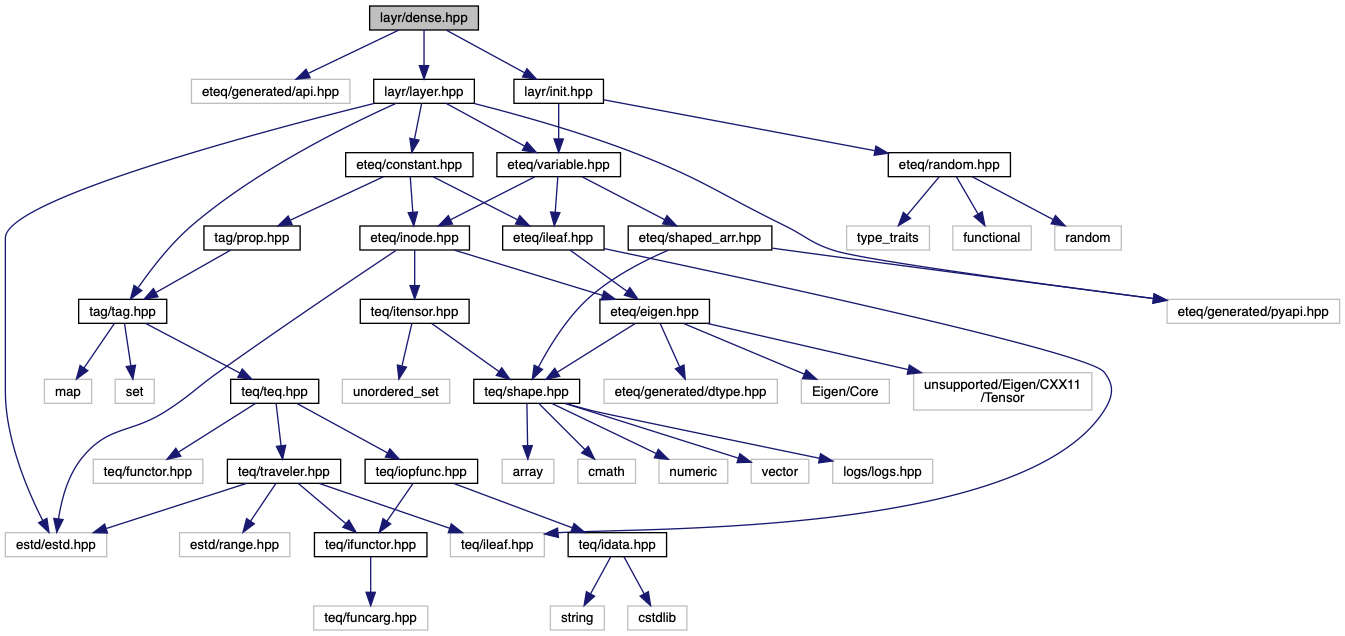 layr/dense.hpp
eteq/generated/api.hpp
layr/layer.hpp
layr/init.hpp
eteq/constant.hpp
eteq/variable.hpp
eteq/random.hpp
tag/prop.hpp
eteq/inode.hpp
eteq/ileaf.hpp
eteq/shaped_arr.hpp
type_traits
functional
random
tag/tag.hpp
teq/itensor.hpp
eteq/eigen.hpp
eteq/generated/pyapi.hpp
map
set
teq/teq.hpp
unordered_set
teq/shape.hpp
eteq/generated/dtype.hpp
Eigen/Core
unsupported/Eigen/CXX11
/Tensor
teq/functor.hpp
teq/traveler.hpp
teq/iopfunc.hpp
array
cmath
numeric
vector
logs/logs.hpp
estd/estd.hpp
estd/range.hpp
teq/ifunctor.hpp
teq/ileaf.hpp
teq/idata.hpp
teq/funcarg.hpp
string
cstdlib